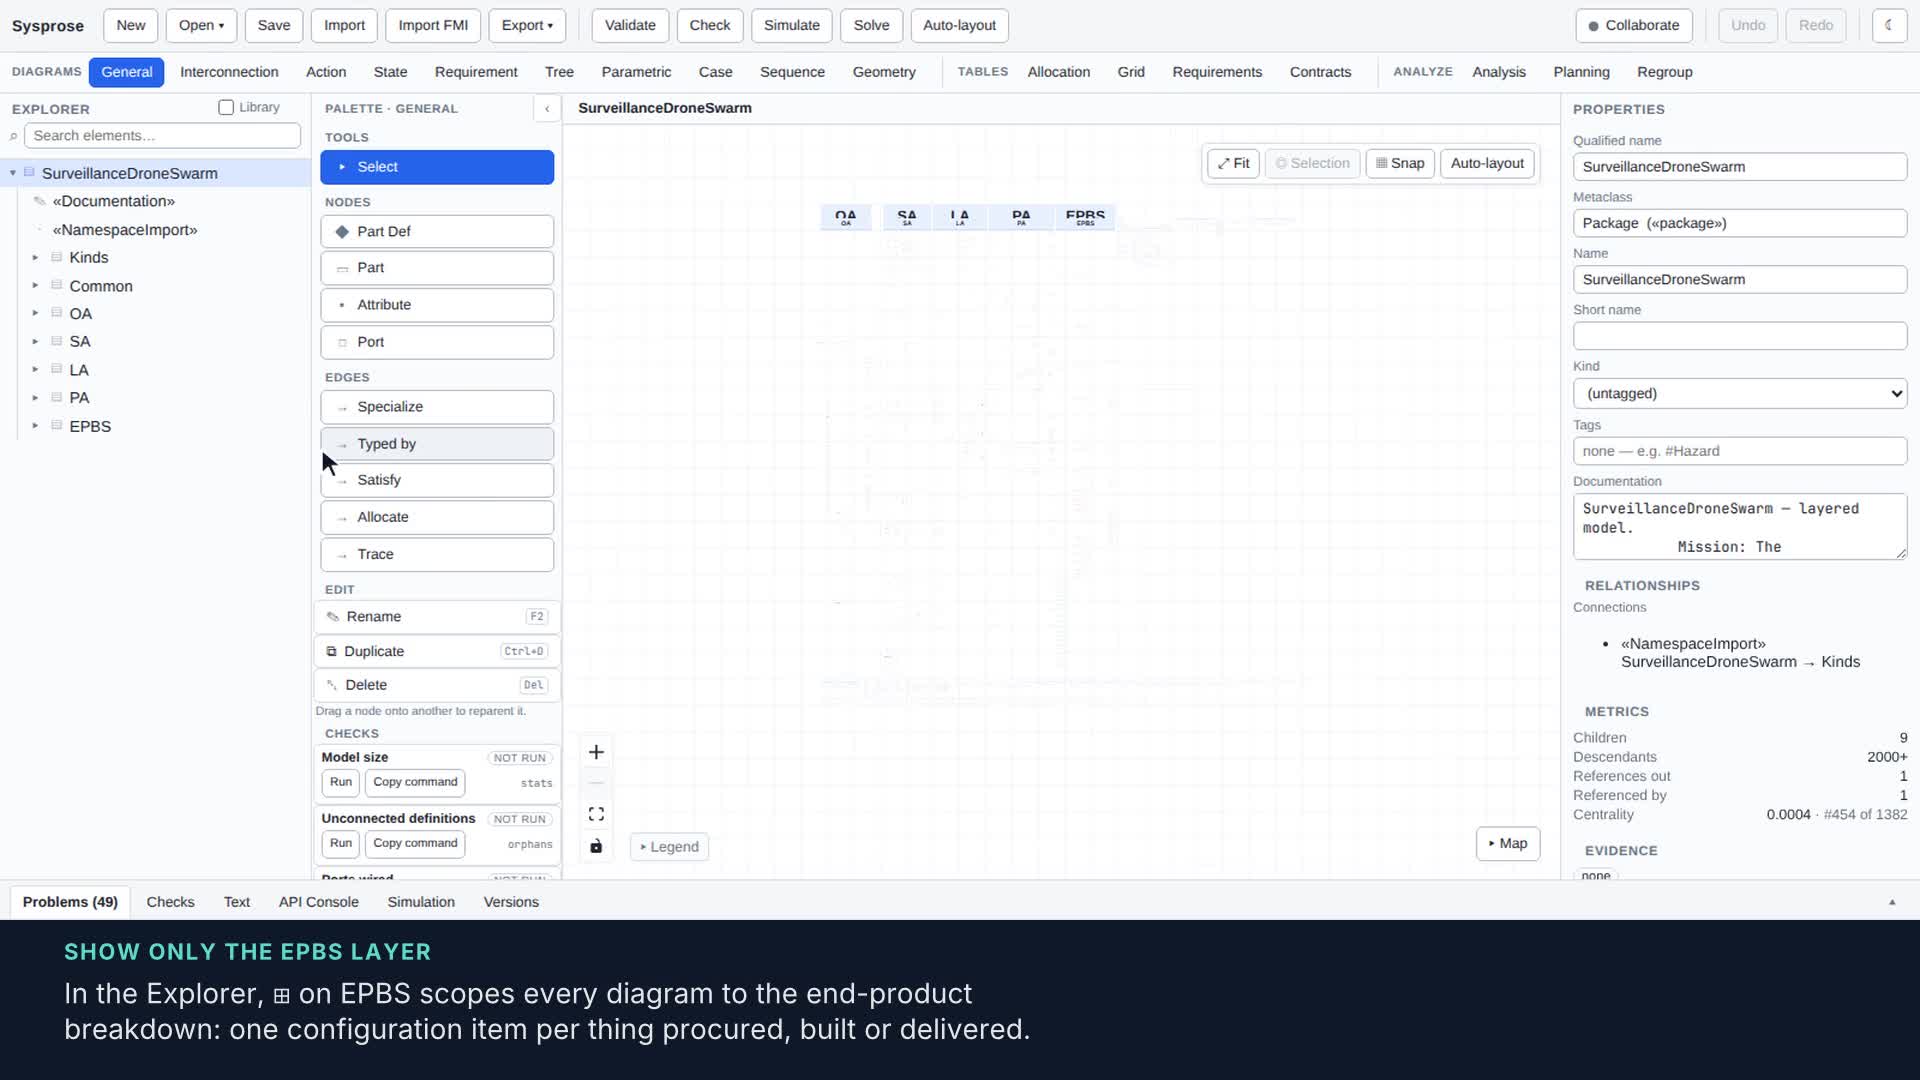 Sysprose
New
Open ▾
Save
Import
Import FMI
Export ▾
Validate
Check
Simulate
Solve
Auto-layout
Collaborate
Undo
Redo
DIAGRAMS
General
Interconnection
Action
State
Requirement
Tree
Parametric
Case
Sequence
Geometry
TABLES
Allocation
Grid
Requirements
Contracts
ANALYZE
Analysis
Planning
Regroup
EXPLORER
Library
Search elements…
SurveillanceDroneSwarm
«Documentation»
«NamespaceImport»
Kinds
Common
OA
SA
LA
PA
EPBS
PALETTE · GENERAL
TOOLS
Select
NODES
Part Def
Part
Attribute
Port
EDGES
Specialize
Typed by
Satisfy
Allocate
Trace
EDIT
Rename F2
Duplicate Ctrl+D
Delete Del
Drag a node onto another to reparent it.
CHECKS
Model size NOT RUN
Run Copy command stats
Unconnected definitions NOT RUN
Run Copy command orphans
Ports wired NOT RUN
SurveillanceDroneSwarm
Fit
Selection
Snap
Auto-layout
OA
OA
SA
SA
LA
LA
PA
PA
EPBS
EPBS
Legend
Map
PROPERTIES
Qualified name
SurveillanceDroneSwarm
Metaclass
Package («package»)
Name
SurveillanceDroneSwarm
Short name
Kind
(untagged)
Tags
none — e.g. #Hazard
Documentation
SurveillanceDroneSwarm — layered
model.
Mission: The
RELATIONSHIPS
Connections
• «NamespaceImport»
SurveillanceDroneSwarm → Kinds
METRICS
Children 9
Descendants 2000+
References out 1
Referenced by 1
Centrality 0.0004 · #454 of 1382
EVIDENCE
none
Problems (49)
Checks
Text
API Console
Simulation
Versions
SHOW ONLY THE EPBS LAYER
In the Explorer, ⊞ on EPBS scopes every diagram to the end-product
breakdown: one configuration item per thing procured, built or delivered.